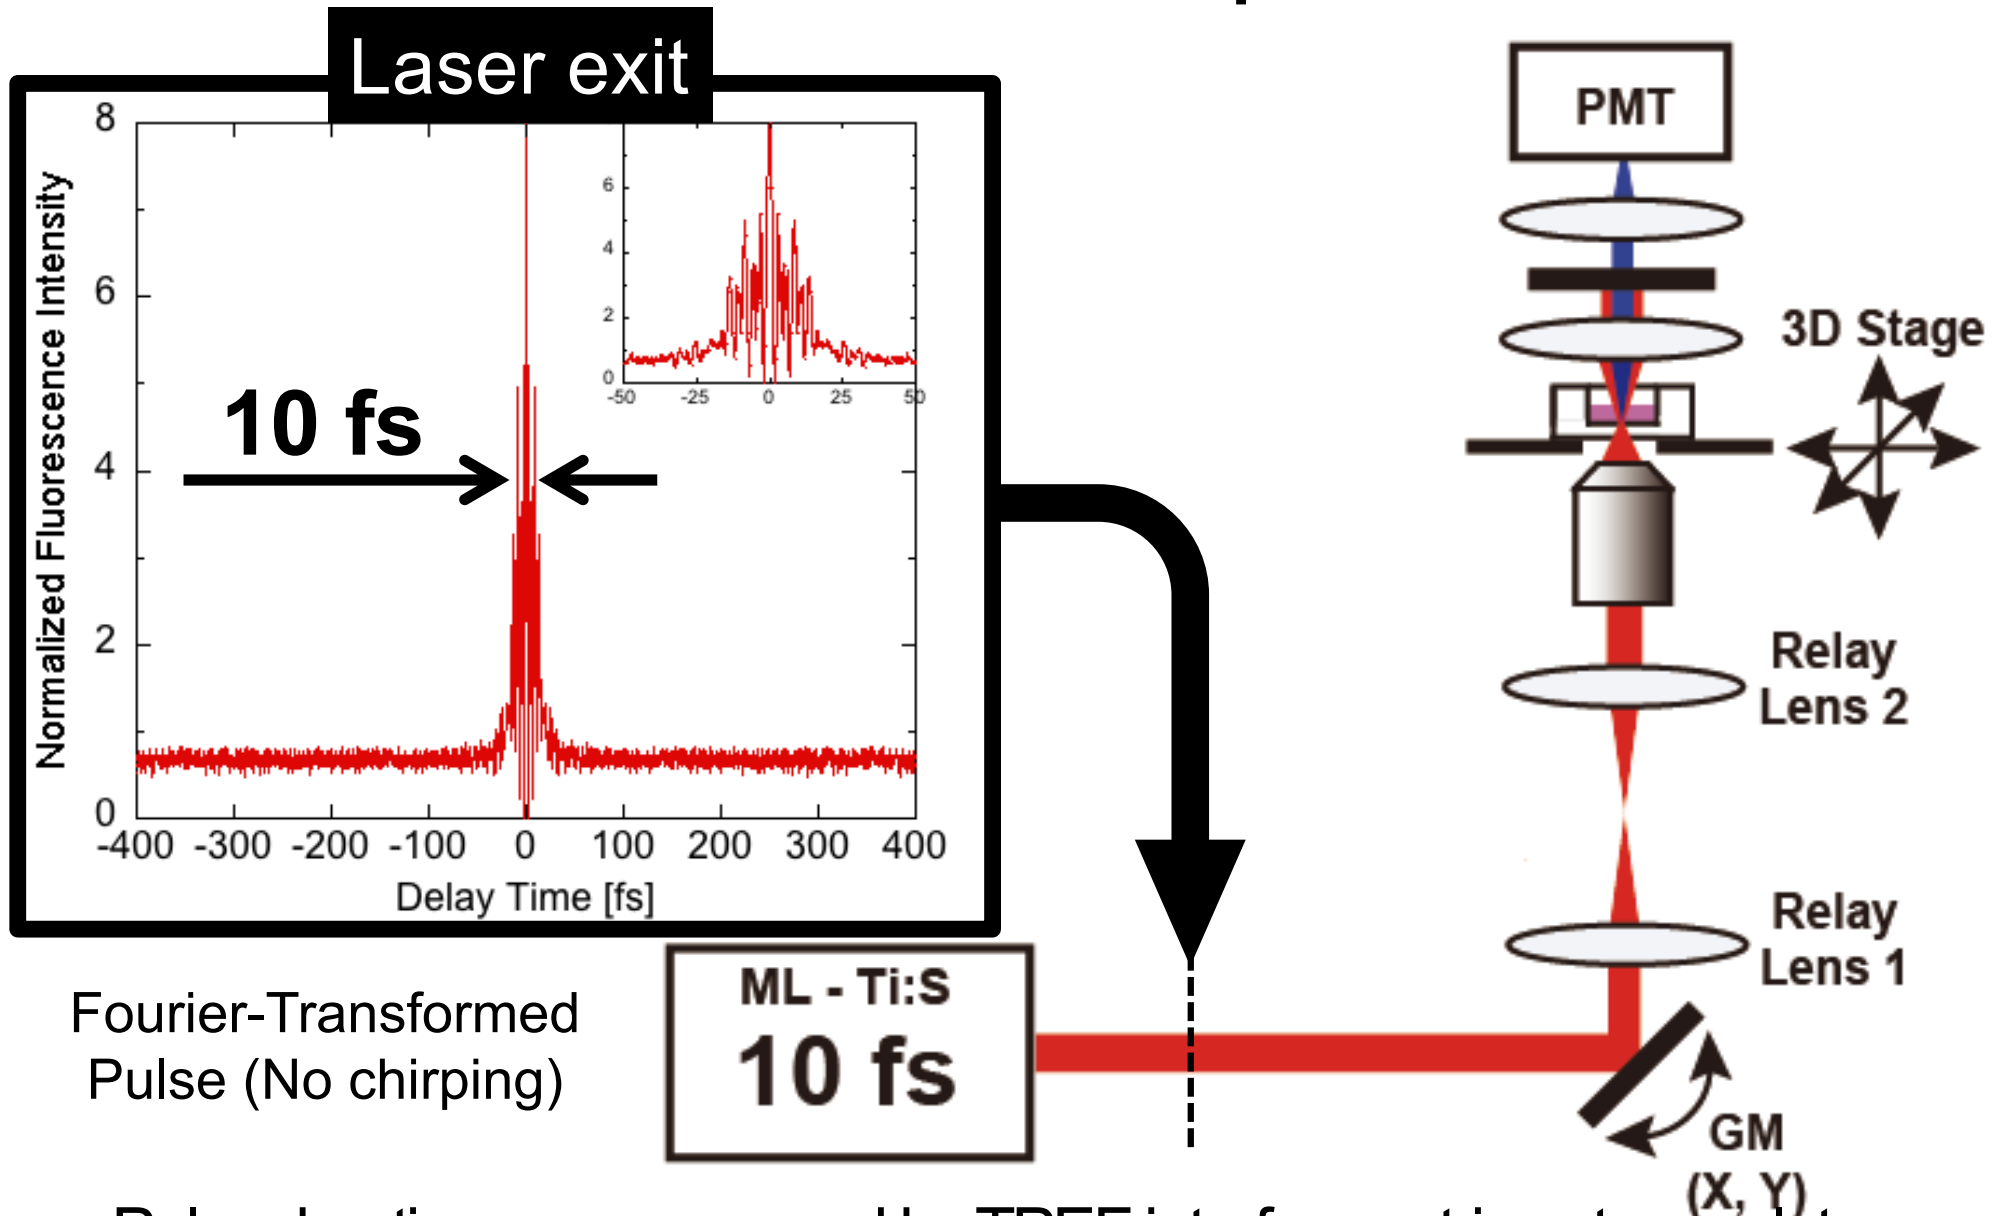 Laser exit
Normalized Fluorescence Intensity
8
6
4
2
0
-400 -300 -200 -100 0 100 200 300 400
Delay Time [fs]
6
4
2
0
-50 -25 0 25 50
10 fs
PMT
3D Stage
Relay
Lens 2
Relay
Lens 1
GM
(X, Y)
ML - Ti:S
10 fs
Fourier-Transformed
Pulse (No chirping)